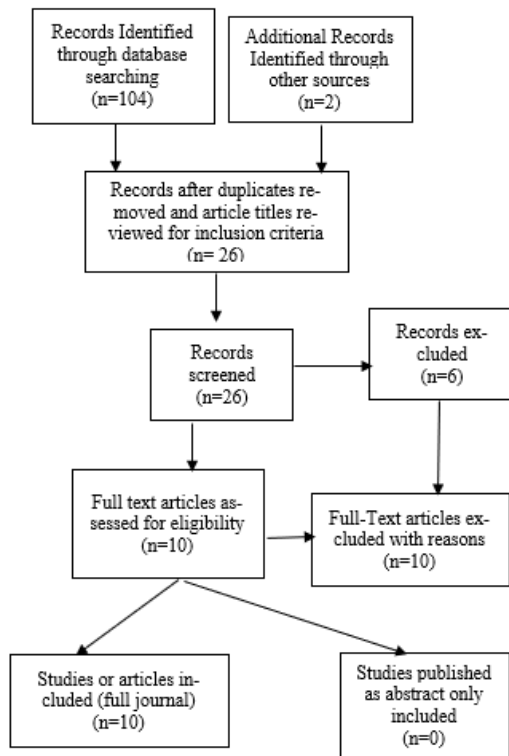 Records Identified
through database
searching
(n=104)
Additional Records
Identified through
other sources
(n=2)
Records after duplicates re-
moved and article titles re-
viewed for inclusion criteria
(n= 26)
Records
screened
(n=26)
Records ex-
cluded
(n=6)
Full text articles as-
sessed for eligibility
(n=10)
Full-Text articles ex-
cluded with reasons
(n=10)
Studies or articles in-
cluded (full journal)
(n=10)
Studies published
as abstract only
included
(n=0)